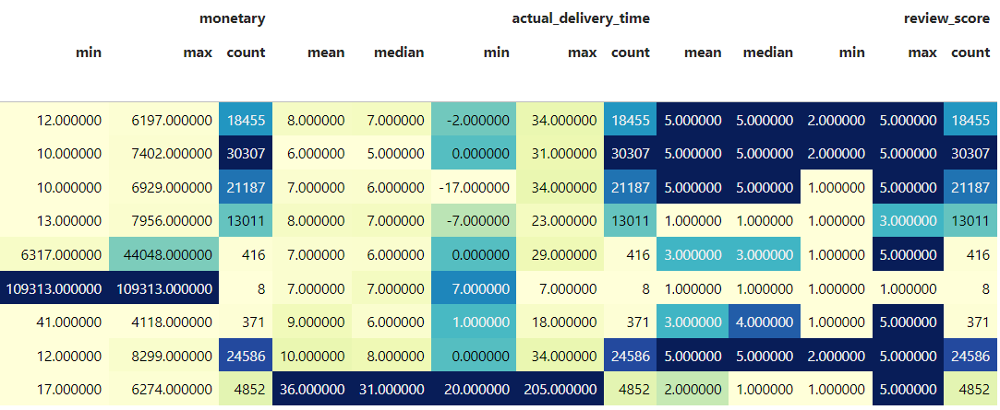 monetary actual_delivery_time review_score
min max count mean median min max count mean median min max count
12.000000 6197.000000 18455 8.000000 7.000000 -2.000000 34.000000 18455 5.000000 5.000000 2.000000 5.000000 18455
10.000000 7402.000000 30307 6.000000 5.000000 0.000000 31.000000 30307 5.000000 5.000000 2.000000 5.000000 30307
10.000000 6929.000000 21187 7.000000 6.000000 -17.000000 34.000000 21187 5.000000 5.000000 1.000000 5.000000 21187
13.000000 7956.000000 13011 8.000000 7.000000 -7.000000 23.000000 13011 1.000000 1.000000 1.000000 3.000000 13011
6317.000000 44048.000000 416 7.000000 6.000000 0.000000 29.000000 416 3.000000 3.000000 1.000000 5.000000 416
109313.000000 109313.000000 8 7.000000 7.000000 7.000000 7.000000 8 1.000000 1.000000 1.000000 1.000000 8
41.000000 4118.000000 371 9.000000 6.000000 1.000000 18.000000 371 3.000000 4.000000 1.000000 5.000000 371
12.000000 8299.000000 24586 10.000000 8.000000 0.000000 34.000000 24586 5.000000 5.000000 2.000000 5.000000 24586
17.000000 6274.000000 4852 36.000000 31.000000 20.000000 205.000000 4852 2.000000 1.000000 1.000000 5.000000 4852